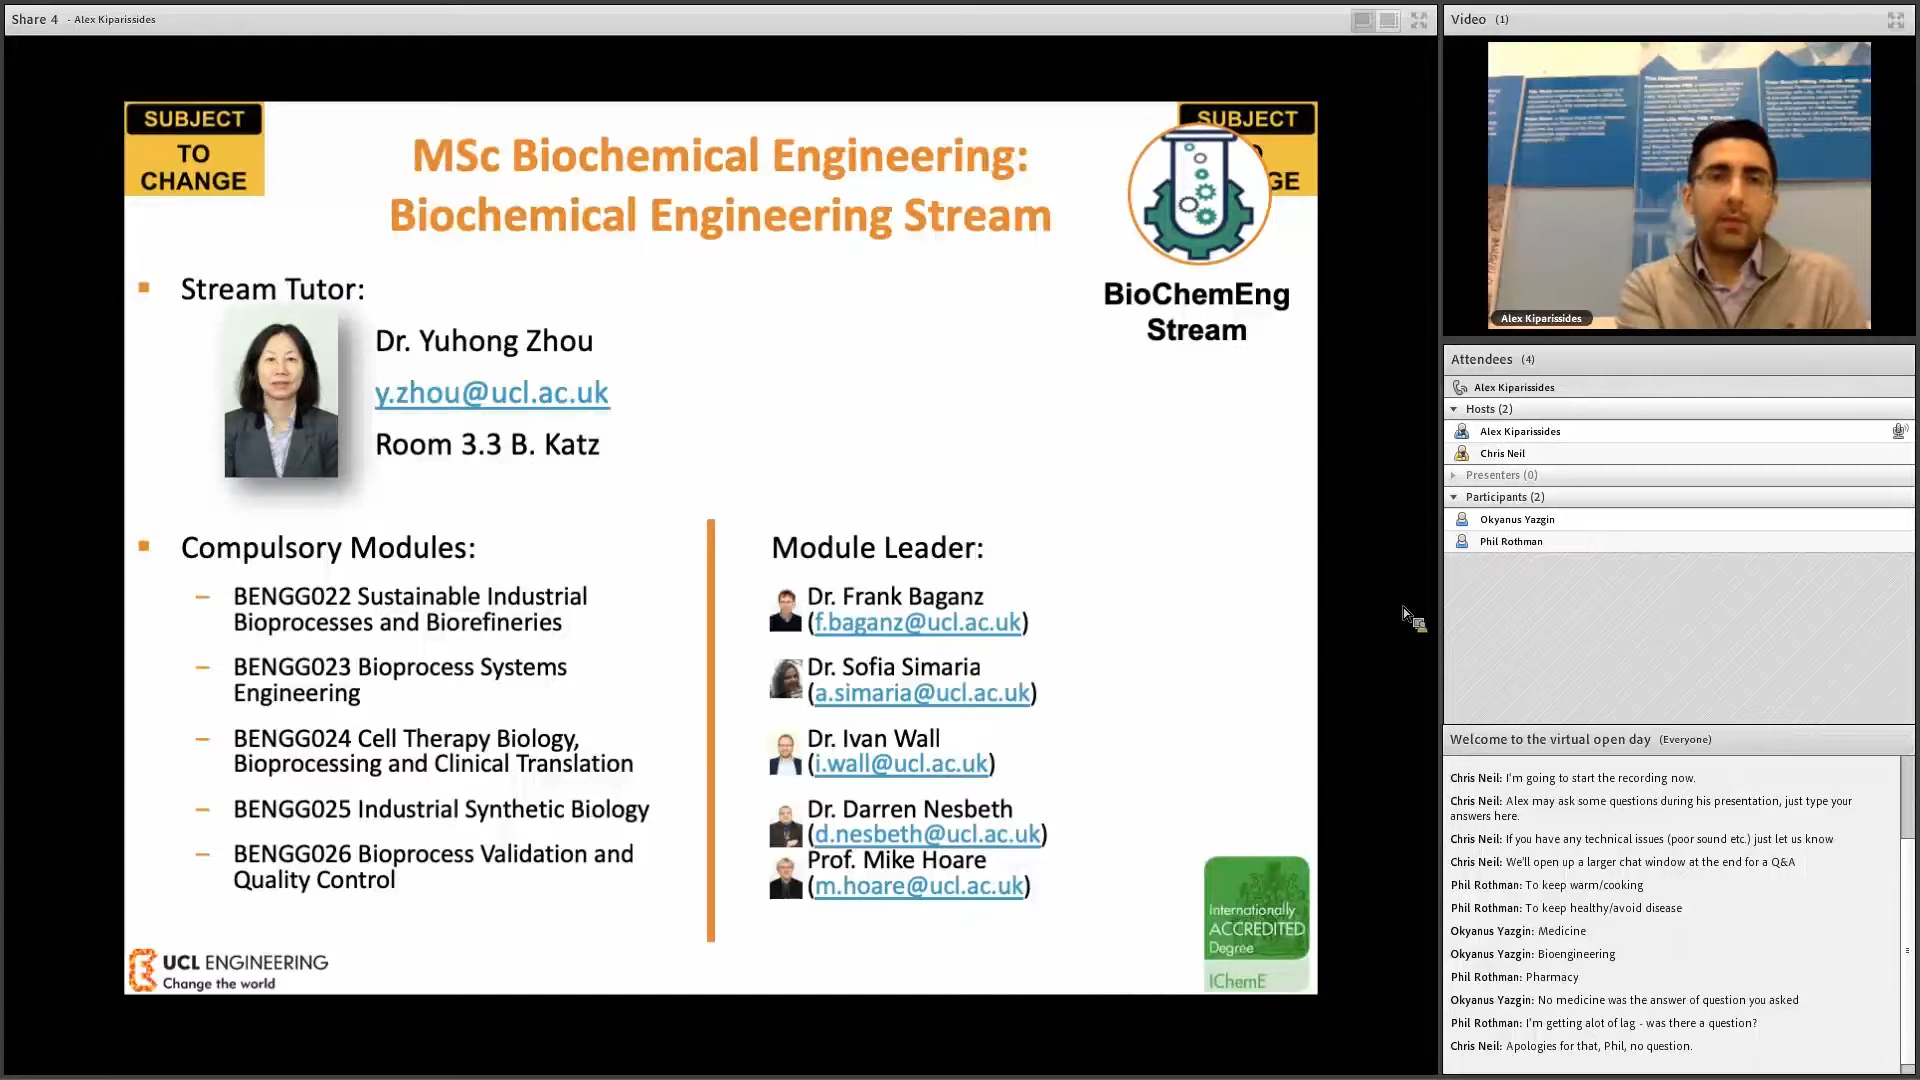 Share 4 - Alex Kiparissides
SUBJECT
TO
CHANGE
MSc Biochemical Engineering:
Biochemical Engineering Stream
SUBJECT
GE
BioChemEng
Stream
Stream Tutor:
Dr. Yuhong Zhou
y.zhou@ucl.ac.uk
Room 3.3 B. Katz
Compulsory Modules:
– BENGG022 Sustainable Industrial
Bioprocesses and Biorefineries
– BENGG023 Bioprocess Systems
Engineering
– BENGG024 Cell Therapy Biology,
Bioprocessing and Clinical Translation
– BENGG025 Industrial Synthetic Biology
– BENGG026 Bioprocess Validation and
Quality Control
Module Leader:
Dr. Frank Baganz
(f.baganz@ucl.ac.uk)
Dr. Sofia Simaria
(a.simaria@ucl.ac.uk)
Dr. Ivan Wall
(i.wall@ucl.ac.uk)
Dr. Darren Nesbeth
(d.nesbeth@ucl.ac.uk)
Prof. Mike Hoare
(m.hoare@ucl.ac.uk)
UCL ENGINEERING
Change the world
Internationally
ACCREDITED
Degree
IChemE
Video (1)
Alex Kiparissides
Attendees (4)
Alex Kiparissides
Hosts (2)
Alex Kiparissides
Chris Neil
Presenters (0)
Participants (2)
Okyanus Yazgin
Phil Rothman
Welcome to the virtual open day (Everyone)
Chris Neil: I'm going to start the recording now.
Chris Neil: Alex may ask some questions during his presentation, just type your
answers here.
Chris Neil: If you have any technical issues (poor sound etc.) just let us know
Chris Neil: We'll open up a larger chat window at the end for a Q&A
Phil Rothman: To keep warm/cooking
Phil Rothman: To keep healthy/avoid disease
Okyanus Yazgin: Medicine
Okyanus Yazgin: Bioengineering
Phil Rothman: Pharmacy
Okyanus Yazgin: No medicine was the answer of question you asked
Phil Rothman: I'm getting alot of lag - was there a question?
Chris Neil: Apologies for that, Phil, no question.